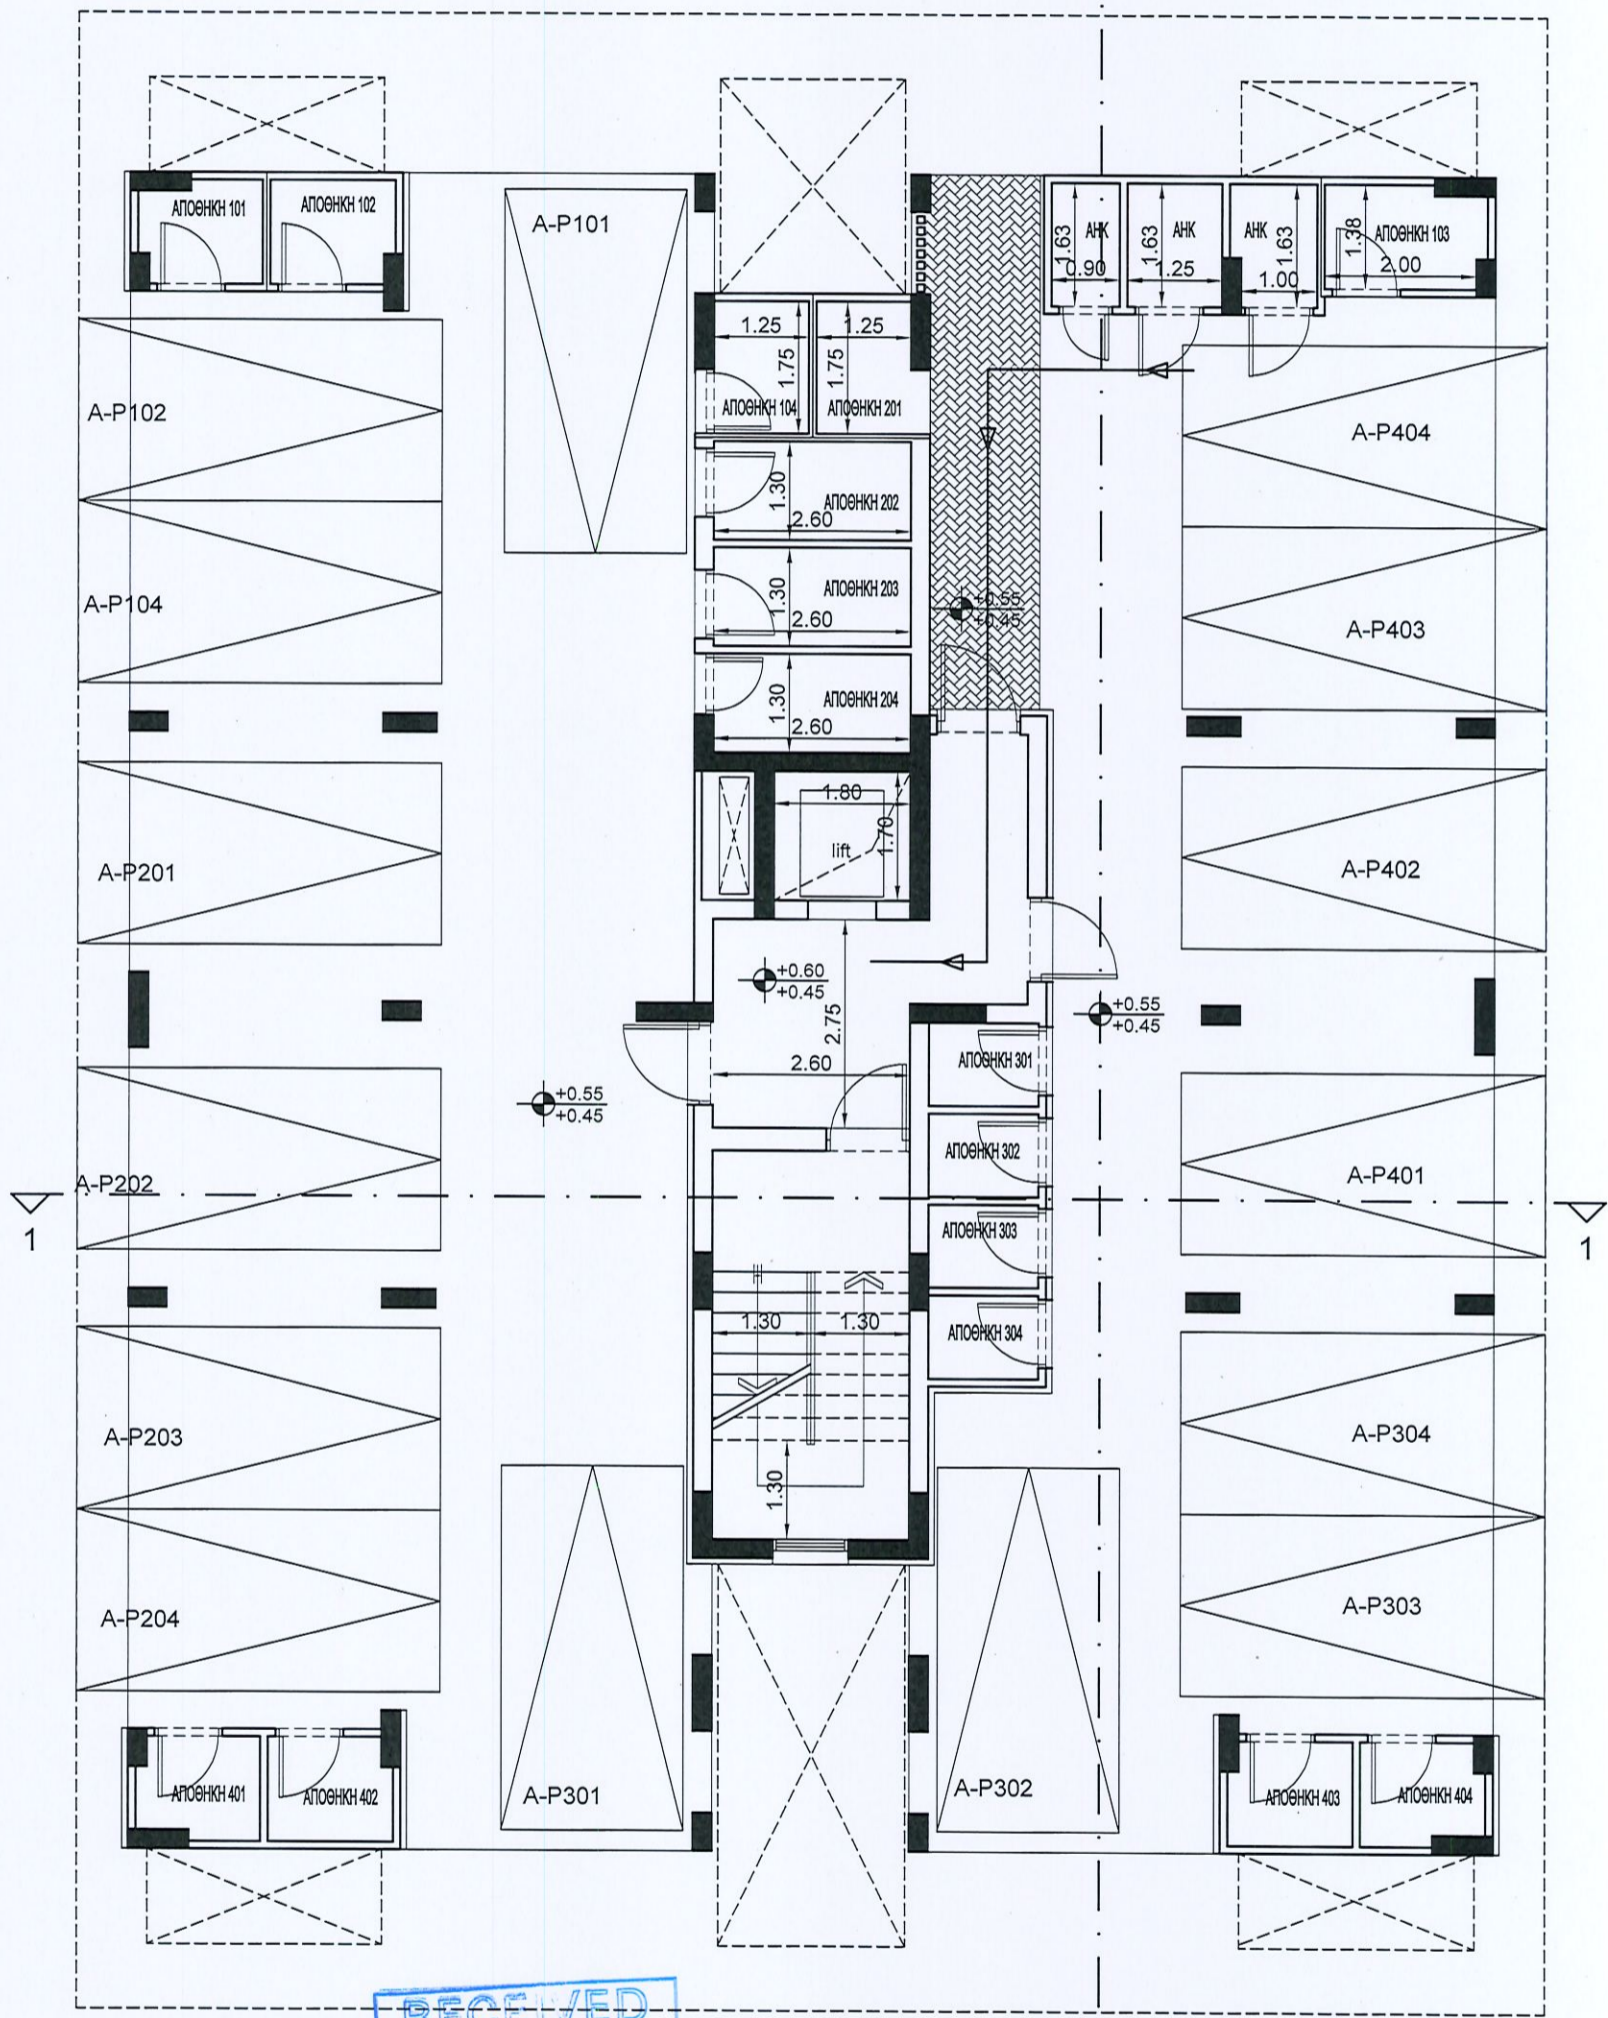 ΑΠΟΘΗΚΗ 101
ΑΠΟΘΗΚΗ 102
A-P101
1.63
ΑΗΚ
0.90
1.63
ΑΗΚ
1.25
ΑΗΚ
1.63
1.00
1.38
ΑΠΟΘΗΚΗ 103
2.00
1.25
1.75
ΑΠΟΘΗΚΗ 104
1.25
1.75
ΑΠΟΘΗΚΗ 201
A-P102
A-P404
1.30
ΑΠΟΘΗΚΗ 202
2.60
A-P104
1.30
ΑΠΟΘΗΚΗ 203
2.60
+0.55
+0.45
A-P403
1.30
ΑΠΟΘΗΚΗ 204
2.60
1.80
1.70
lift
A-P201
A-P402
+0.60
+0.45
2.75
2.60
+0.55
+0.45
ΑΠΟΘΗΚΗ 301
+0.55
+0.45
ΑΠΟΘΗΚΗ 302
A-P202
A-P401
1
1
ΑΠΟΘΗΚΗ 303
1.30
1.30
ΑΠΟΘΗΚΗ 304
A-P203
A-P304
1.30
A-P204
A-P303
ΑΠΟΘΗΚΗ 401
ΑΠΟΘΗΚΗ 402
A-P301
A-P302
ΑΠΟΘΗΚΗ 403
ΑΠΟΘΗΚΗ 404
RECEIVED